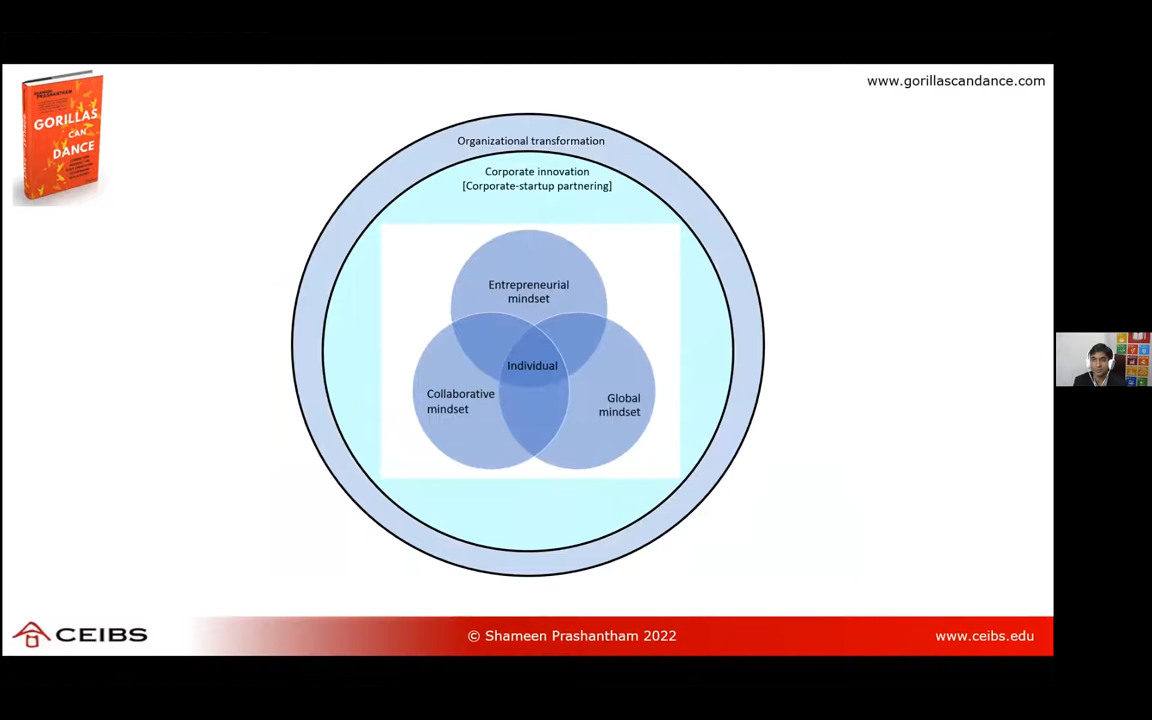 www.gorillascandance.com
GORILLAS
CAN
DANCE
Organizational transformation
Corporate innovation
[Corporate-startup partnering]
Entrepreneurial
mindset
Individual
Collaborative
mindset
Global
mindset
CEIBS
© Shameen Prashantham 2022
www.ceibs.edu